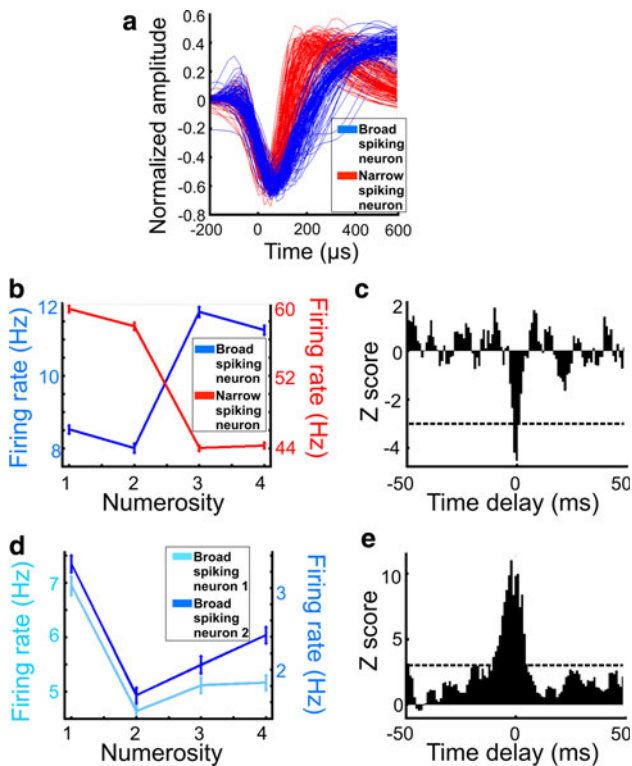 a
Normalized amplitude
0.6
0.4
0.2
0
-0.2
-0.4
-0.6
-0.8
-200
0
200
400
600
Time (µs)
Broad
spiking
neuron
Narrow
spiking
neuron
b
Firing rate (Hz)
12
10
8
60
52
44
Firing rate (Hz)
Broad
spiking
neuron
Narrow
spiking
neuron
1 2 3 4
Numerosity
c
Z score
2
0
-2
-4
-50 0 50
Time delay (ms)
d
Firing rate (Hz)
7
6
5
3
2
Firing rate (Hz)
Broad
spiking
neuron 1
Broad
spiking
neuron 2
1 2 3 4
Numerosity
e
Z score
10
5
0
-50 0 50
Time delay (ms)